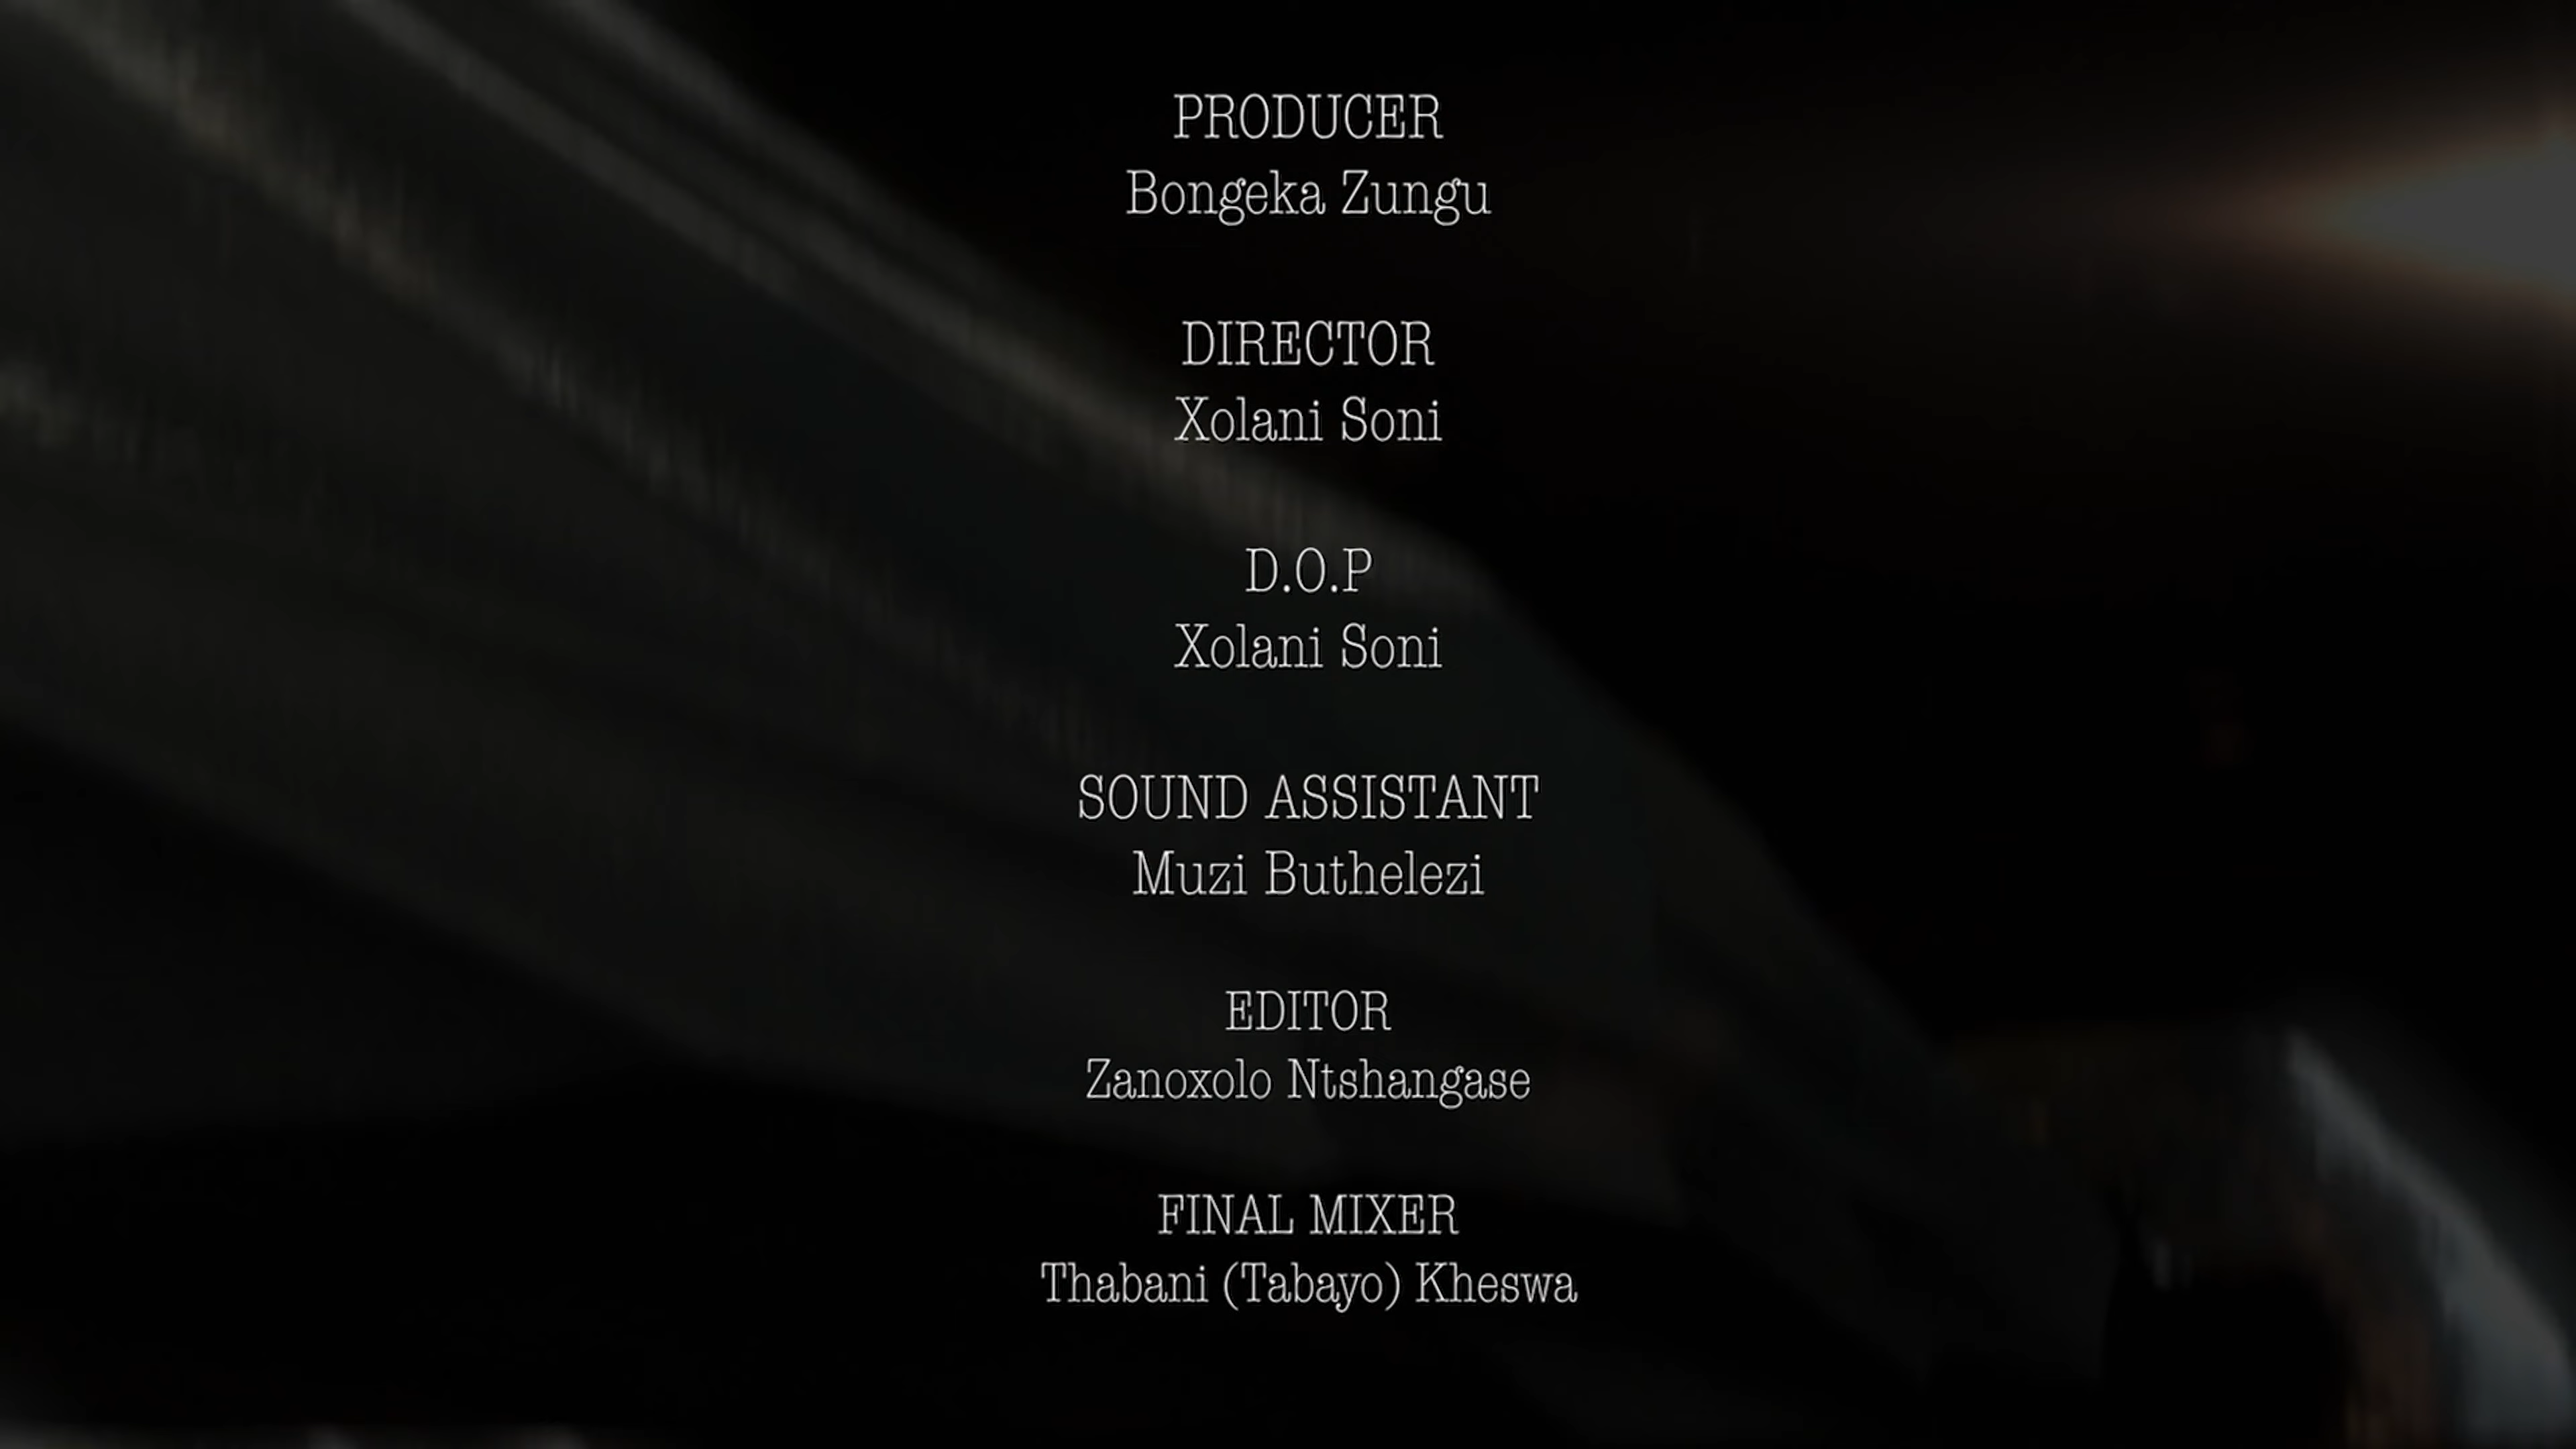 PRODUCER
Bongeka Zungu
DIRECTOR
Xolani Soni
D.O.P
Xolani Soni
SOUND ASSISTANT
Muzi Buthelezi
EDITOR
Zanoxolo Ntshangase
FINAL MIXER
Thabani (Tabayo) Kheswa